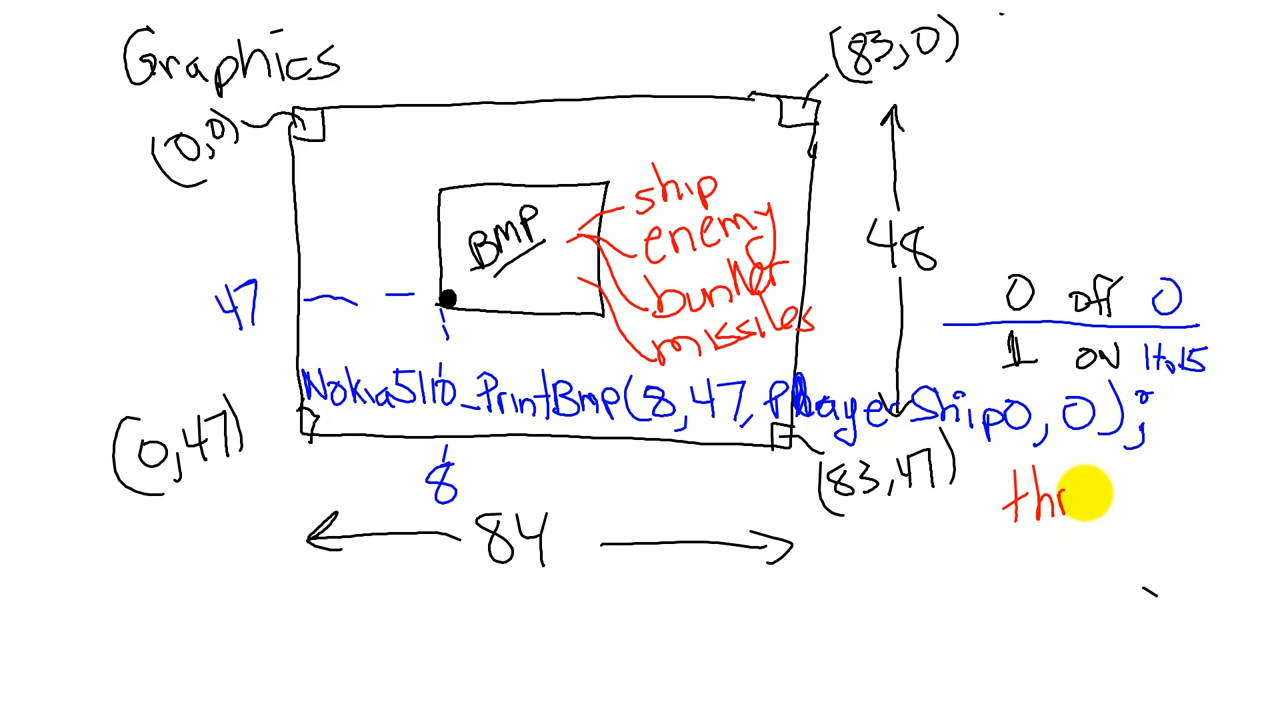 Graphics
(83,0)
(0,0)
ship
BMP
enemy
48
bunker
47
missiles
0 off 0
1 on 1to15
Nokia5110_PrintBmp(8,47,PlayerShip0,0);
(0,47)
8
(83,47)
thr
84